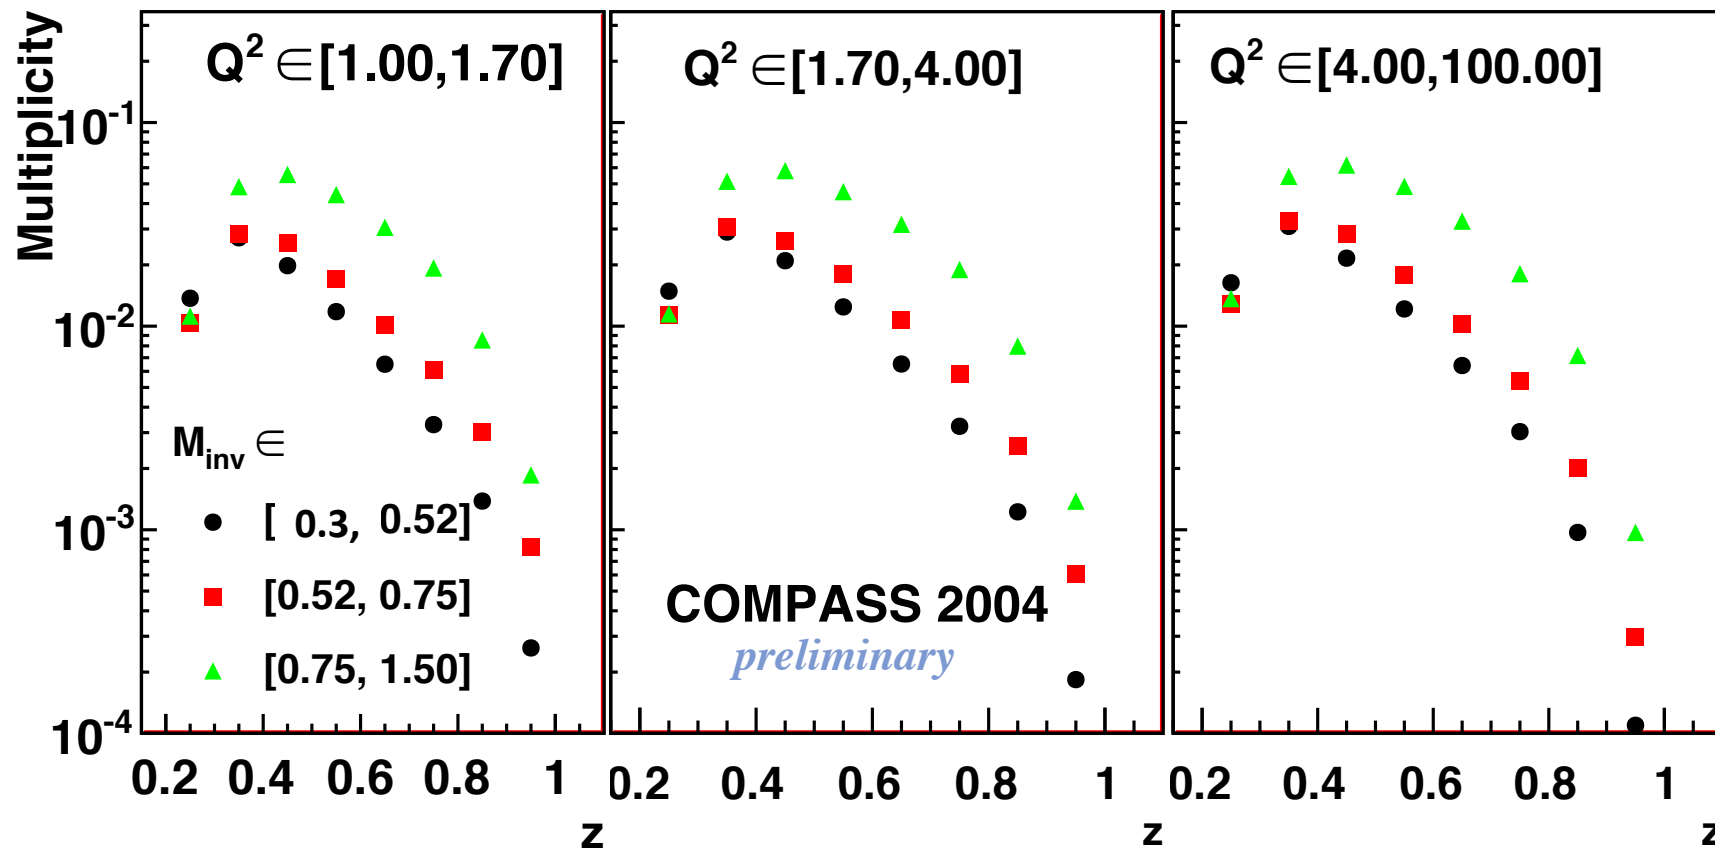 Multiplicity
Q² ∈[1.00,1.70]
Q² ∈[1.70,4.00]
Q² ∈[4.00,100.00]
10⁻¹
10⁻²
10⁻³
10⁻⁴
M_inv ∈
[ 0.3, 0.52]
[0.52, 0.75]
[0.75, 1.50]
COMPASS 2004
preliminary
0.2 0.4 0.6 0.8 1
0.2 0.4 0.6 0.8 1
0.2 0.4 0.6 0.8 1
z
z
z